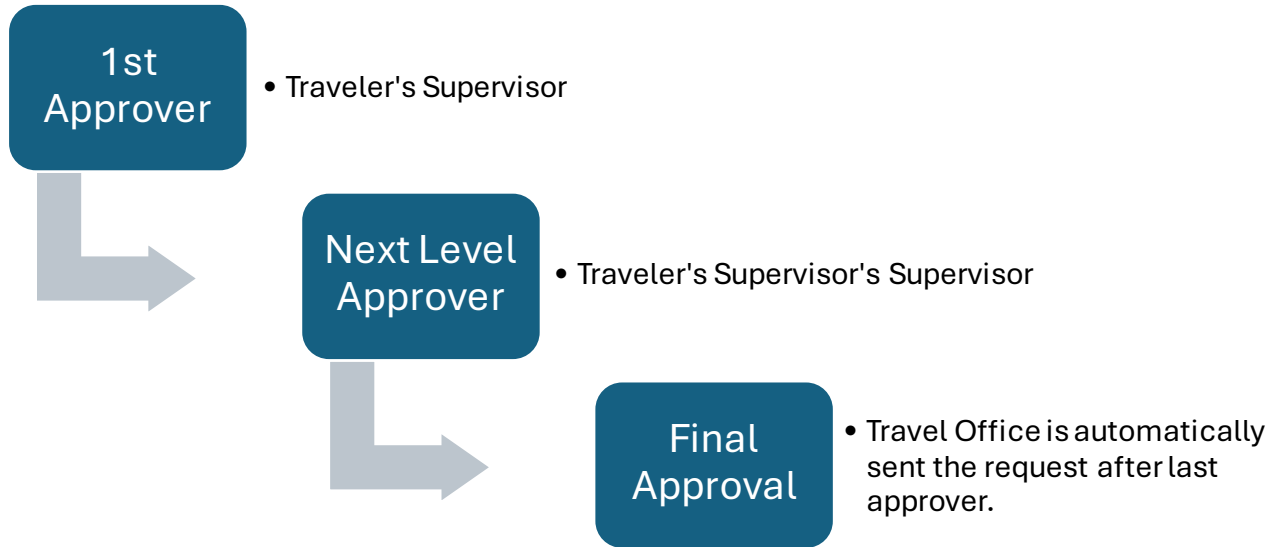 1st
Approver
• Traveler's Supervisor
Next Level
Approver
• Traveler's Supervisor's Supervisor
Final
Approval
• Travel Office is automatically
sent the request after last
approver.